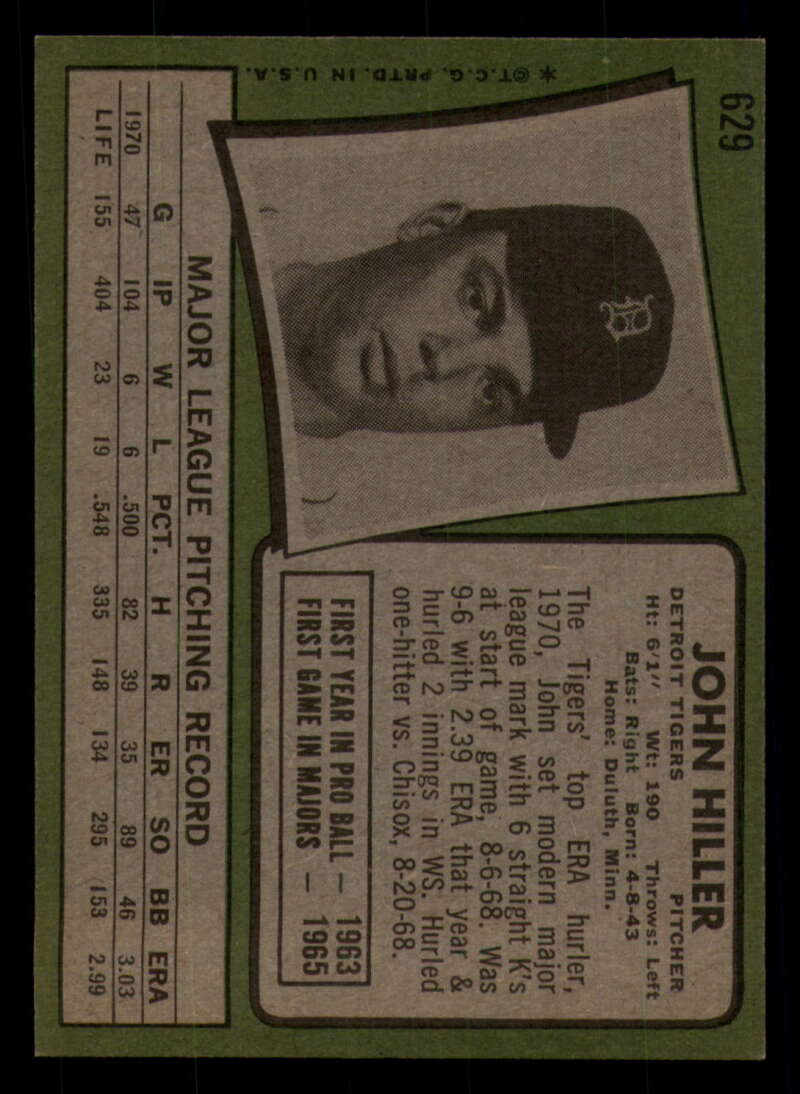 629
JOHN HILLER
DETROIT TIGERS PITCHER
Ht: 6'1" Wt: 190 Throws: Left
Bats: Right Born: 4-8-43
Home: Duluth, Minn.
The Tigers' top ERA hurler,
1970, John set modern major
league mark with 6 straight K's
at start of game, 8-6-68. Was
9-6 with 2.39 ERA that year &
hurled 2 innings in WS. Hurled
one-hitter vs. Chisox, 8-20-68.
FIRST YEAR IN PRO BALL — 1963
FIRST GAME IN MAJORS — 1965
D
MAJOR LEAGUE PITCHING RECORD
G IP W L PCT. H R ER SO BB ERA
1970 47 104 6 6 .500 82 39 35 89 46 3.03
LIFE 155 404 23 19 .548 335 148 134 295 153 2.99
* ©T.C.G. PRTD. IN U.S.A.